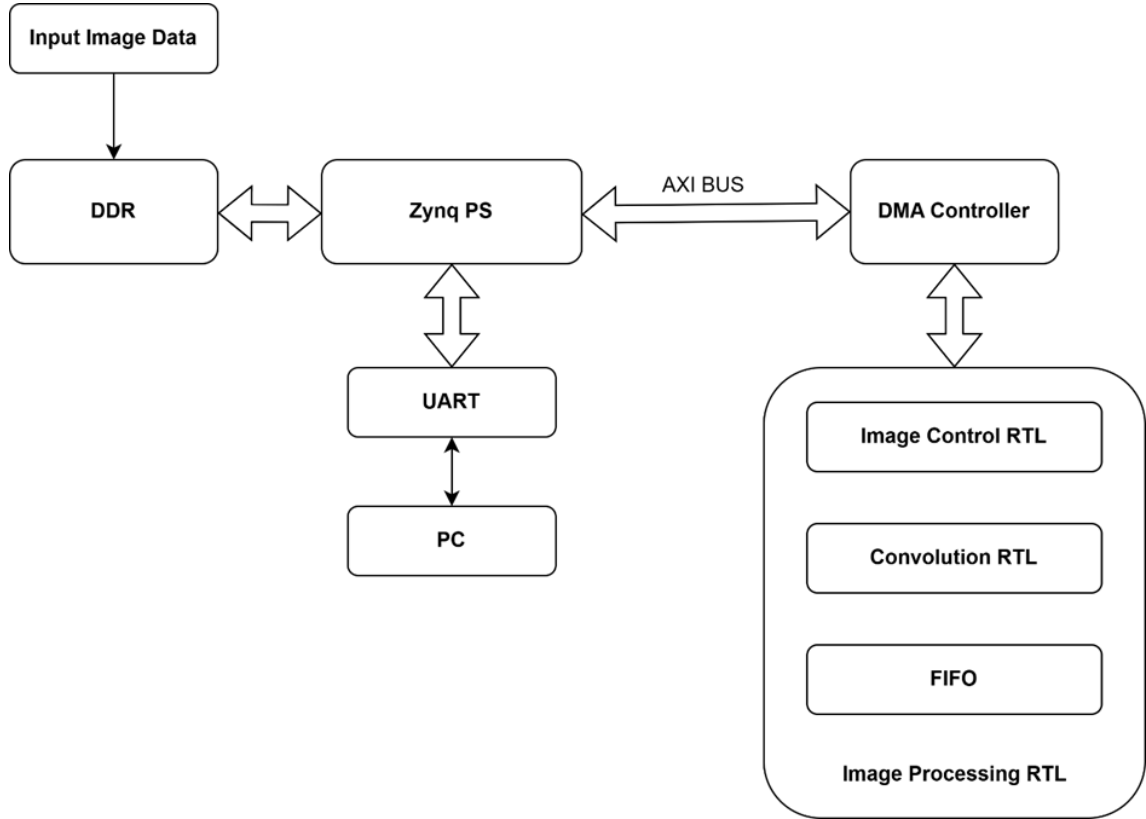 Input Image Data
DDR
Zynq PS
AXI BUS
DMA Controller
UART
PC
Image Control RTL
Convolution RTL
FIFO
Image Processing RTL